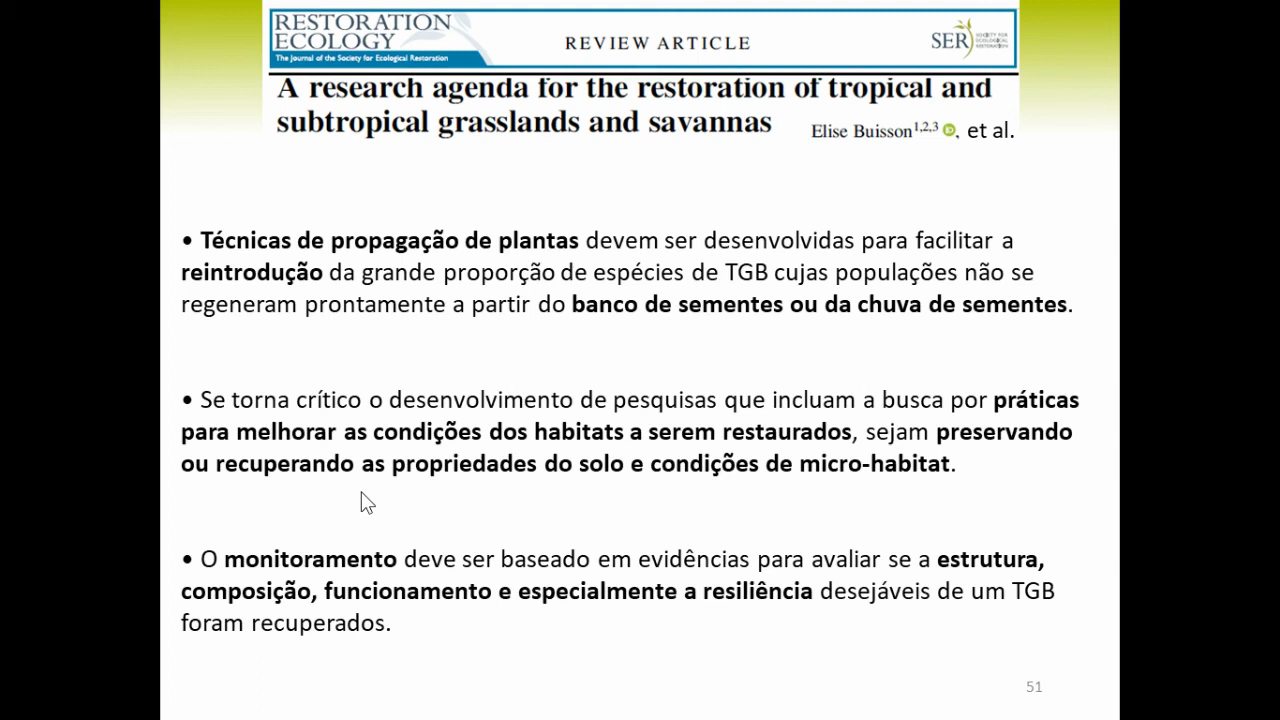 RESTORATION
ECOLOGY
The Journal of the Society for Ecological Restoration
REVIEW ARTICLE
SER
SOCIETY FOR
ECOLOGICAL
RESTORATION
A research agenda for the restoration of tropical and
subtropical grasslands and savannas
Elise Buisson1,2,3 iD, et al.
• Técnicas de propagação de plantas devem ser desenvolvidas para facilitar a
reintrodução da grande proporção de espécies de TGB cujas populações não se
regeneram prontamente a partir do banco de sementes ou da chuva de sementes.
• Se torna crítico o desenvolvimento de pesquisas que incluam a busca por práticas
para melhorar as condições dos habitats a serem restaurados, sejam preservando
ou recuperando as propriedades do solo e condições de micro-habitat.
• O monitoramento deve ser baseado em evidências para avaliar se a estrutura,
composição, funcionamento e especialmente a resiliência desejáveis de um TGB
foram recuperados.
51